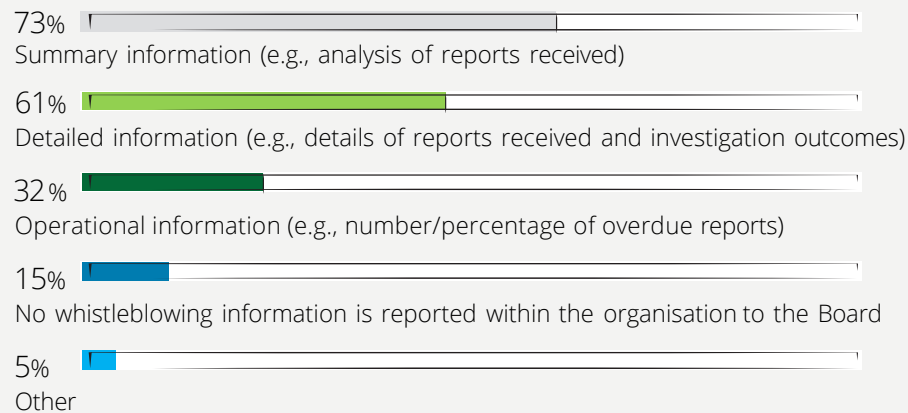 73%
Summary information (e.g., analysis of reports received)
61%
Detailed information (e.g., details of reports received and investigation outcomes)
32%
Operational information (e.g., number/percentage of overdue reports)
15%
No whistleblowing information is reported within the organisation to the Board
5%
Other